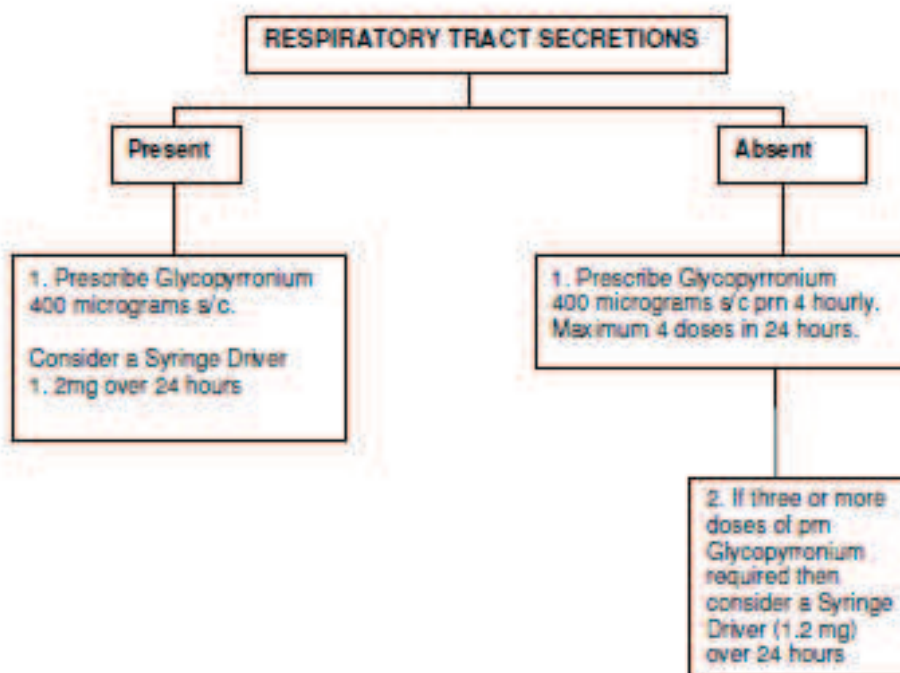 RESPIRATORY TRACT SECRETIONS
Present
Absent
1. Prescribe Glycopyrronium
400 micrograms s/c.
Consider a Syringe Driver
1. 2mg over 24 hours
1. Prescribe Glycopyrronium
400 micrograms s/c prn 4 hourly.
Maximum 4 doses in 24 hours.
2. If three or more
doses of prn
Glycopyrronium
required then
consider a Syringe
Driver (1.2 mg)
over 24 hours